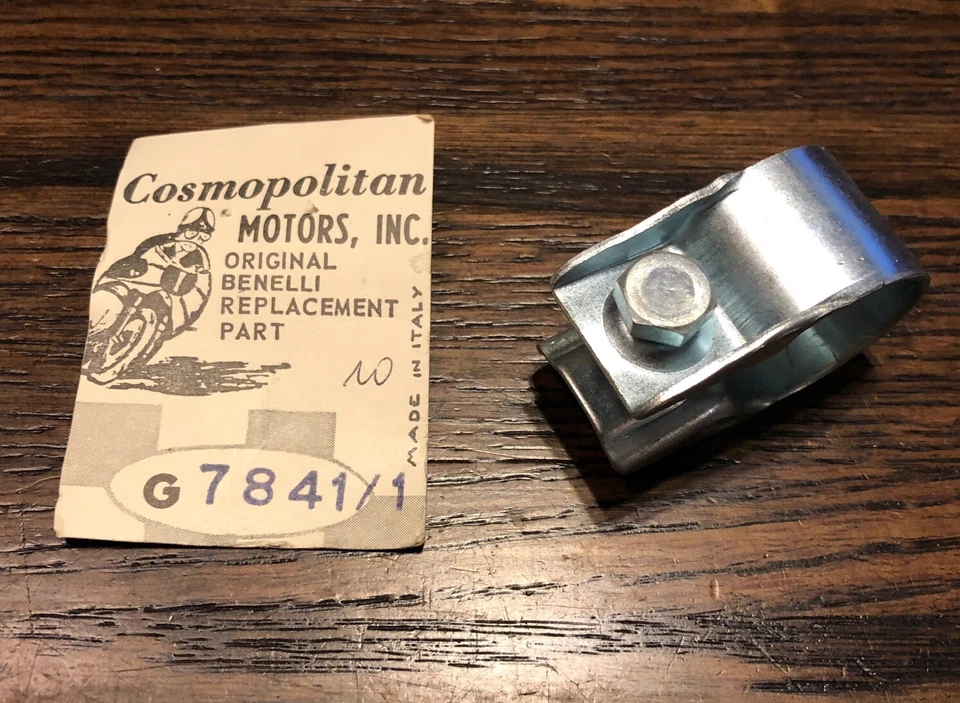 Cosmopolitan
MOTORS, INC.
ORIGINAL
BENELLI
REPLACEMENT
PART
10
MADE IN ITALY
G 7841/1